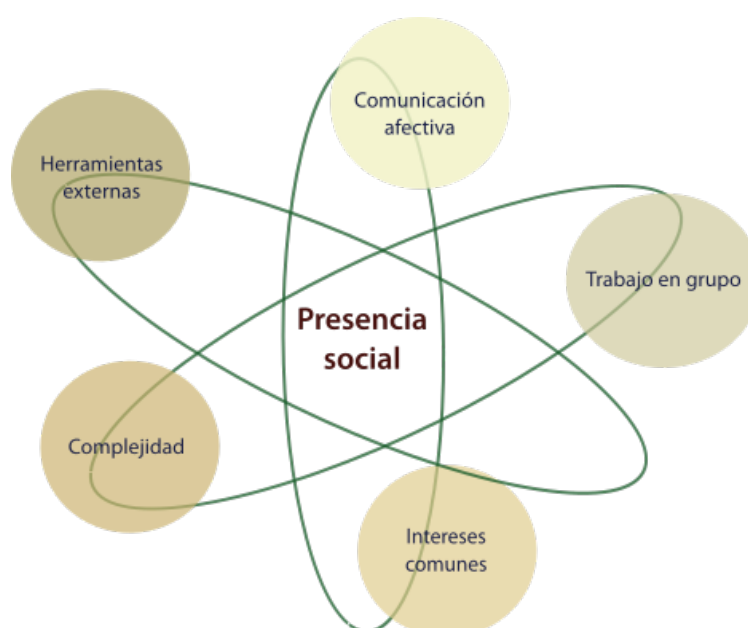 Comunicación
afectiva
Herramientas
externas
Trabajo en grupo
Presencia
social
Complejidad
Intereses
comunes